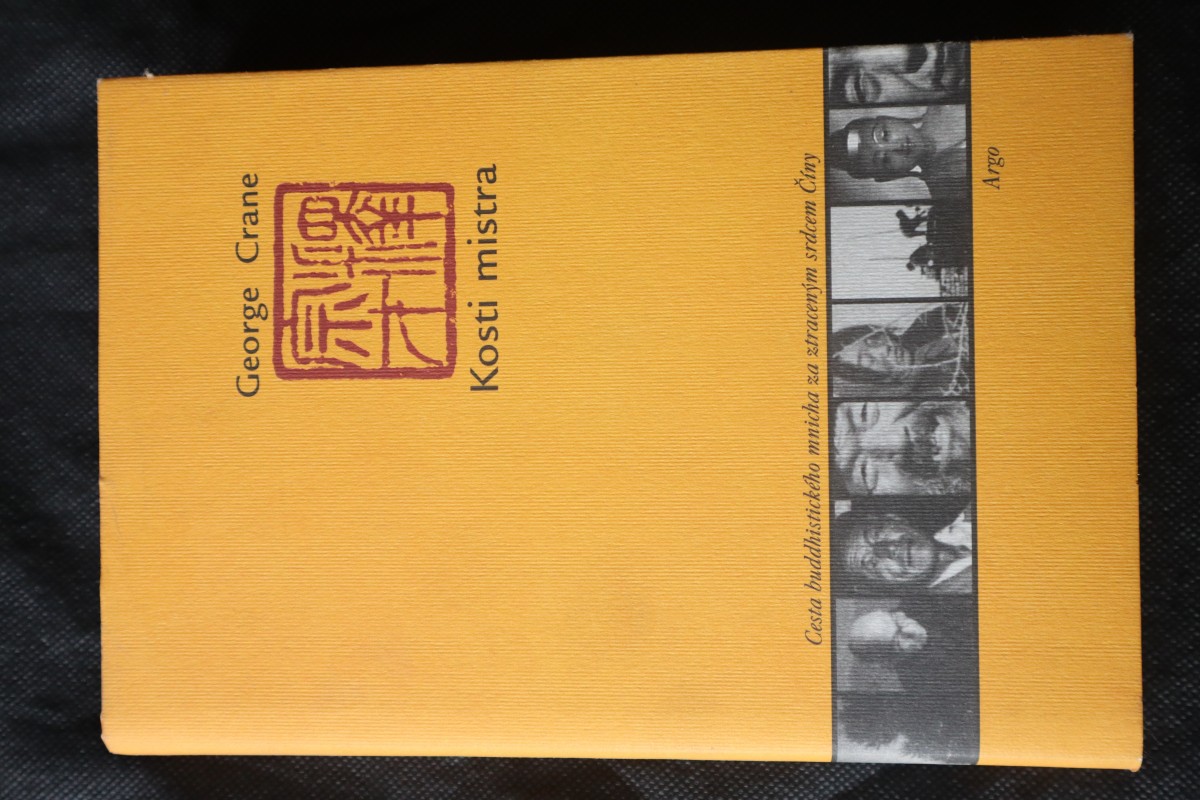 George Crane
Kosti mistra
Cesta buddhistického mnicha za ztraceným srdcem Číny
Argo